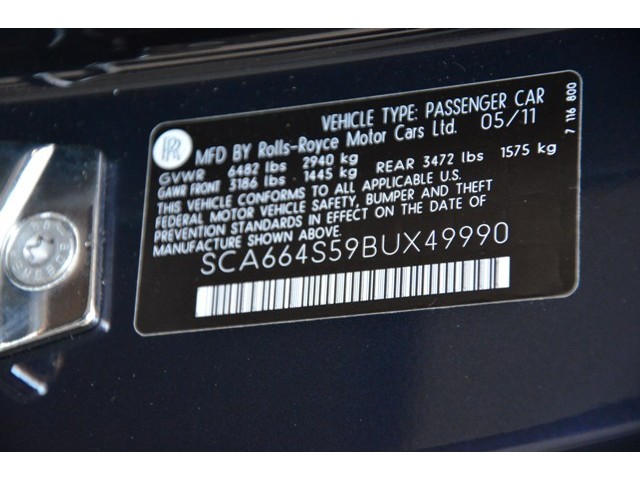 VEHICLE TYPE: PASSENGER CAR
RR MFD BY Rolls-Royce Motor Cars Ltd. 05/11
GVWR 6482 lbs 2940 kg
GAWR FRONT 3186 lbs 1445 kg REAR 3472 lbs 1575 kg
THIS VEHICLE CONFORMS TO ALL APPLICABLE U.S.
FEDERAL MOTOR VEHICLE SAFETY, BUMPER AND THEFT
PREVENTION STANDARDS IN EFFECT ON THE DATE OF
MANUFACTURE SHOWN ABOVE.
SCA664S59BUX49990
7 116 800